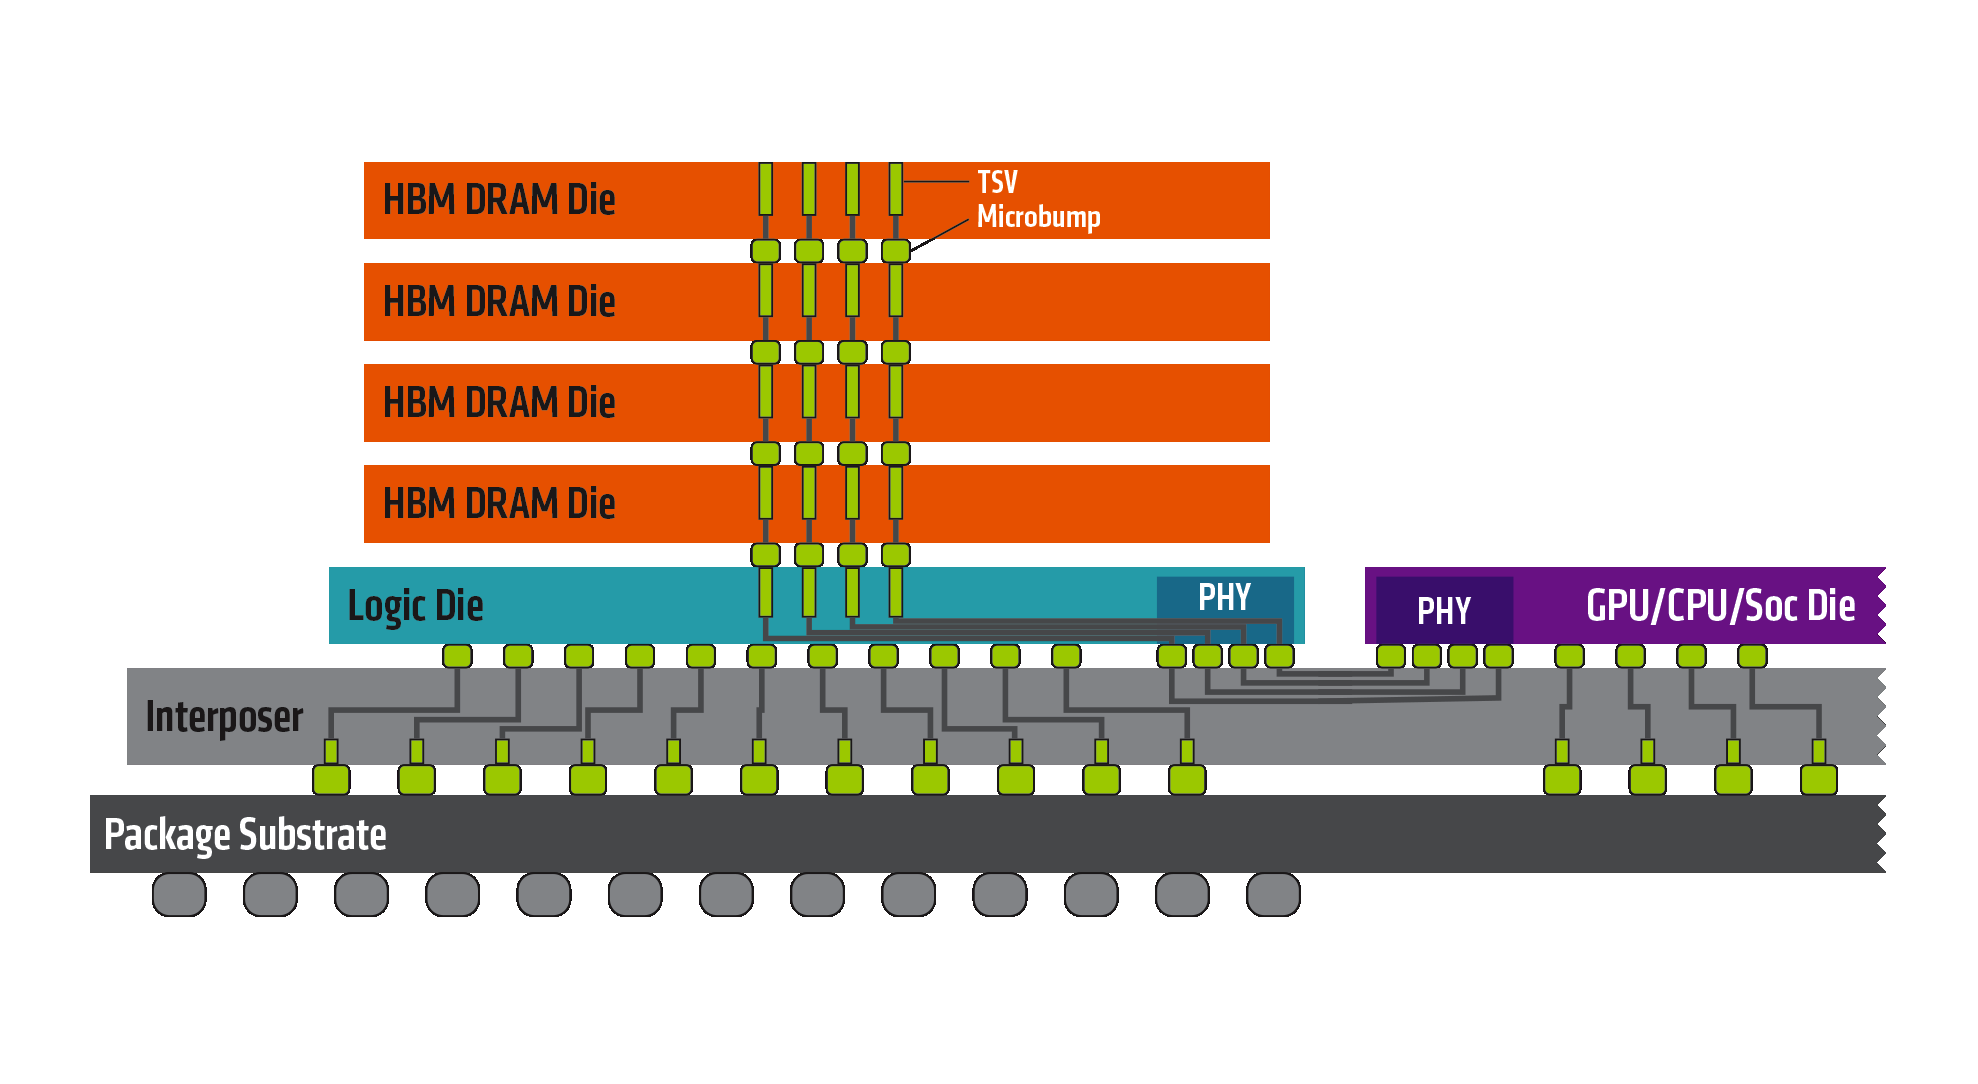 HBM DRAM Die
TSV
Microbump
HBM DRAM Die
HBM DRAM Die
HBM DRAM Die
Logic Die
PHY
PHY
GPU/CPU/Soc Die
Interposer
Package Substrate